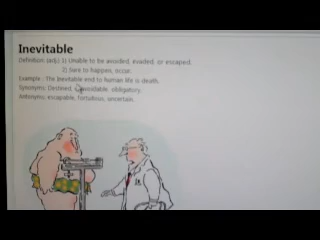 Inevitable
Definition: (adj.) 1) Unable to be avoided, evaded, or escaped.
2) Sure to happen, occur.
Example : The Inevitable end to human life is death.
Synonyms: Destined, unavoidable, obligatory.
Antonyms: escapable, fortuitous, uncertain.